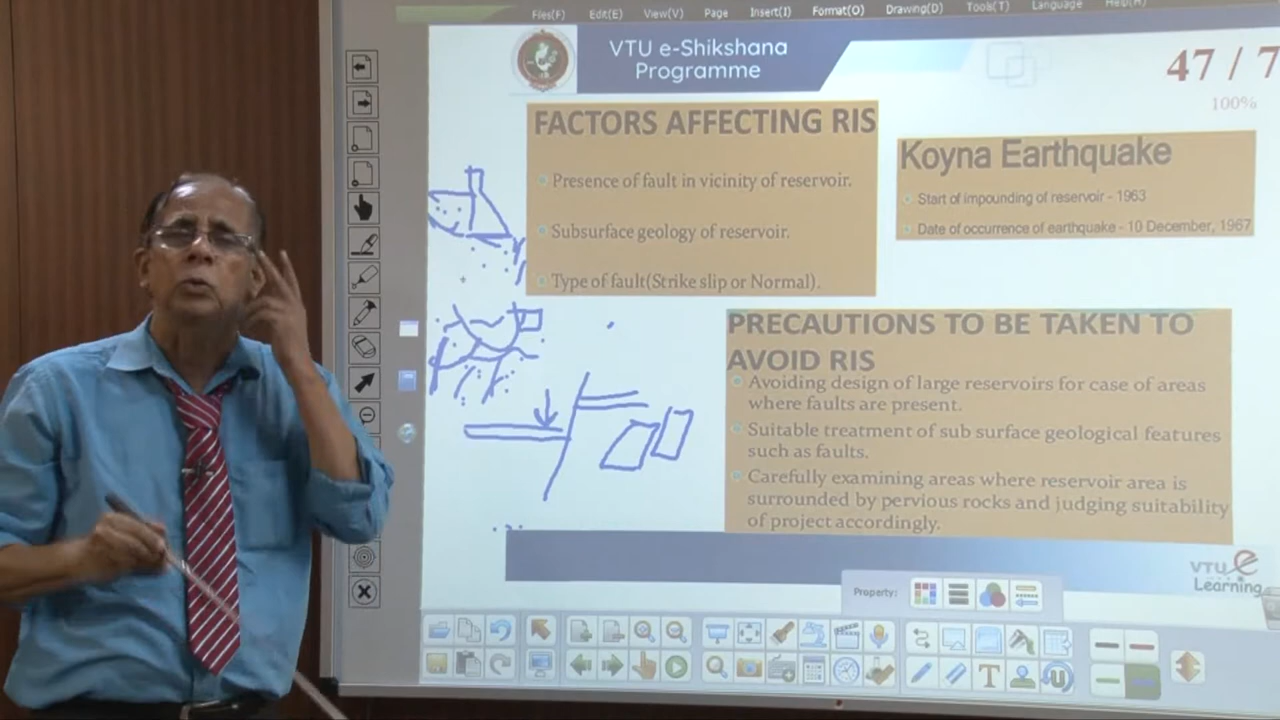 Files(F) Edit(E) View(V) Page Insert(I) Format(O) Drawing(D) Tools(T) Language Help(H)
VTU e-Shikshana
Programme
47 / 7
100%
FACTORS AFFECTING RIS
Presence of fault in vicinity of reservoir.
Subsurface geology of reservoir.
Type of fault(Strike slip or Normal).
Koyna Earthquake
Start of impounding of reservoir - 1963
Date of occurrence of earthquake - 10 December, 1967
PRECAUTIONS TO BE TAKEN TO
AVOID RIS
Avoiding design of large reservoirs for case of areas
where faults are present.
Suitable treatment of sub surface geological features
such as faults.
Carefully examining areas where reservoir area is
surrounded by pervious rocks and judging suitability
of project accordingly.
VTU e
Learning
Property: